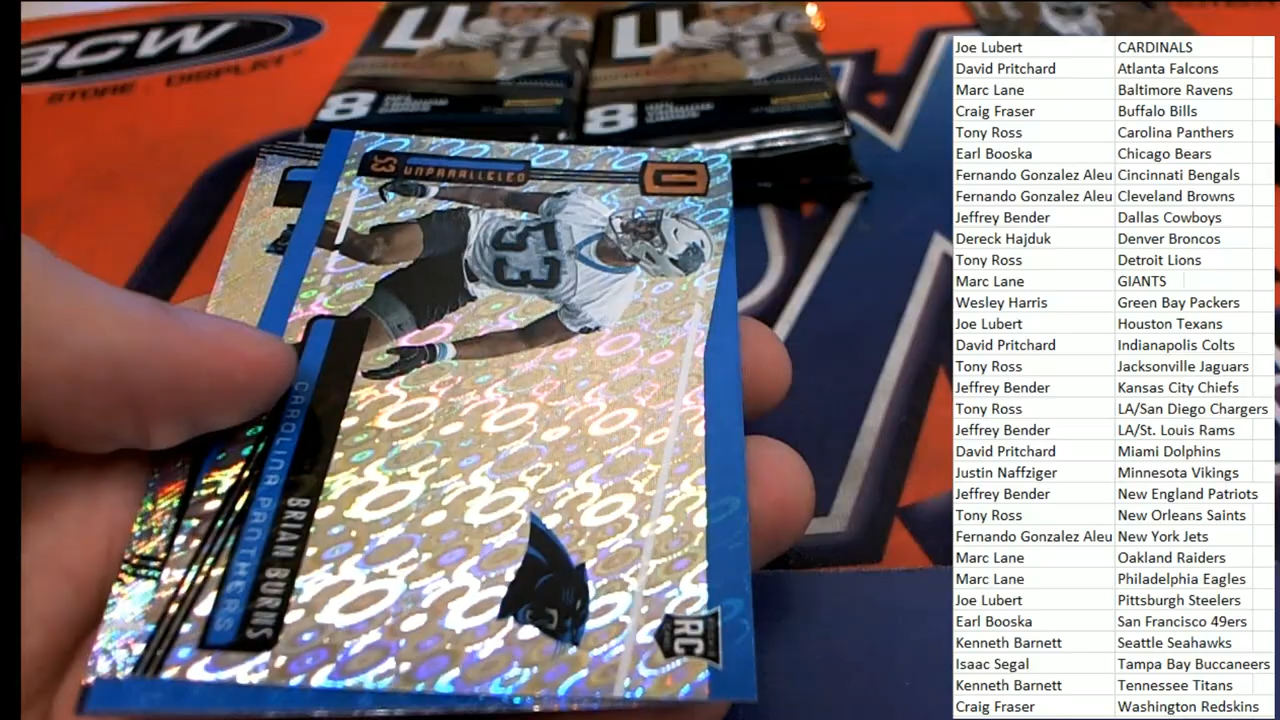 BCW
STORE · DISPLAY
8
8
53 UNPARALLELED
53
CAROLINA PANTHERS
BRIAN BURNS
RC
Joe Lubert CARDINALS
David Pritchard Atlanta Falcons
Marc Lane Baltimore Ravens
Craig Fraser Buffalo Bills
Tony Ross Carolina Panthers
Earl Booska Chicago Bears
Fernando Gonzalez Aleu Cincinnati Bengals
Fernando Gonzalez Aleu Cleveland Browns
Jeffrey Bender Dallas Cowboys
Dereck Hajduk Denver Broncos
Tony Ross Detroit Lions
Marc Lane GIANTS
Wesley Harris Green Bay Packers
Joe Lubert Houston Texans
David Pritchard Indianapolis Colts
Tony Ross Jacksonville Jaguars
Jeffrey Bender Kansas City Chiefs
Tony Ross LA/San Diego Chargers
Jeffrey Bender LA/St. Louis Rams
David Pritchard Miami Dolphins
Justin Naffziger Minnesota Vikings
Jeffrey Bender New England Patriots
Tony Ross New Orleans Saints
Fernando Gonzalez Aleu New York Jets
Marc Lane Oakland Raiders
Marc Lane Philadelphia Eagles
Joe Lubert Pittsburgh Steelers
Earl Booska San Francisco 49ers
Kenneth Barnett Seattle Seahawks
Isaac Segal Tampa Bay Buccaneers
Kenneth Barnett Tennessee Titans
Craig Fraser Washington Redskins